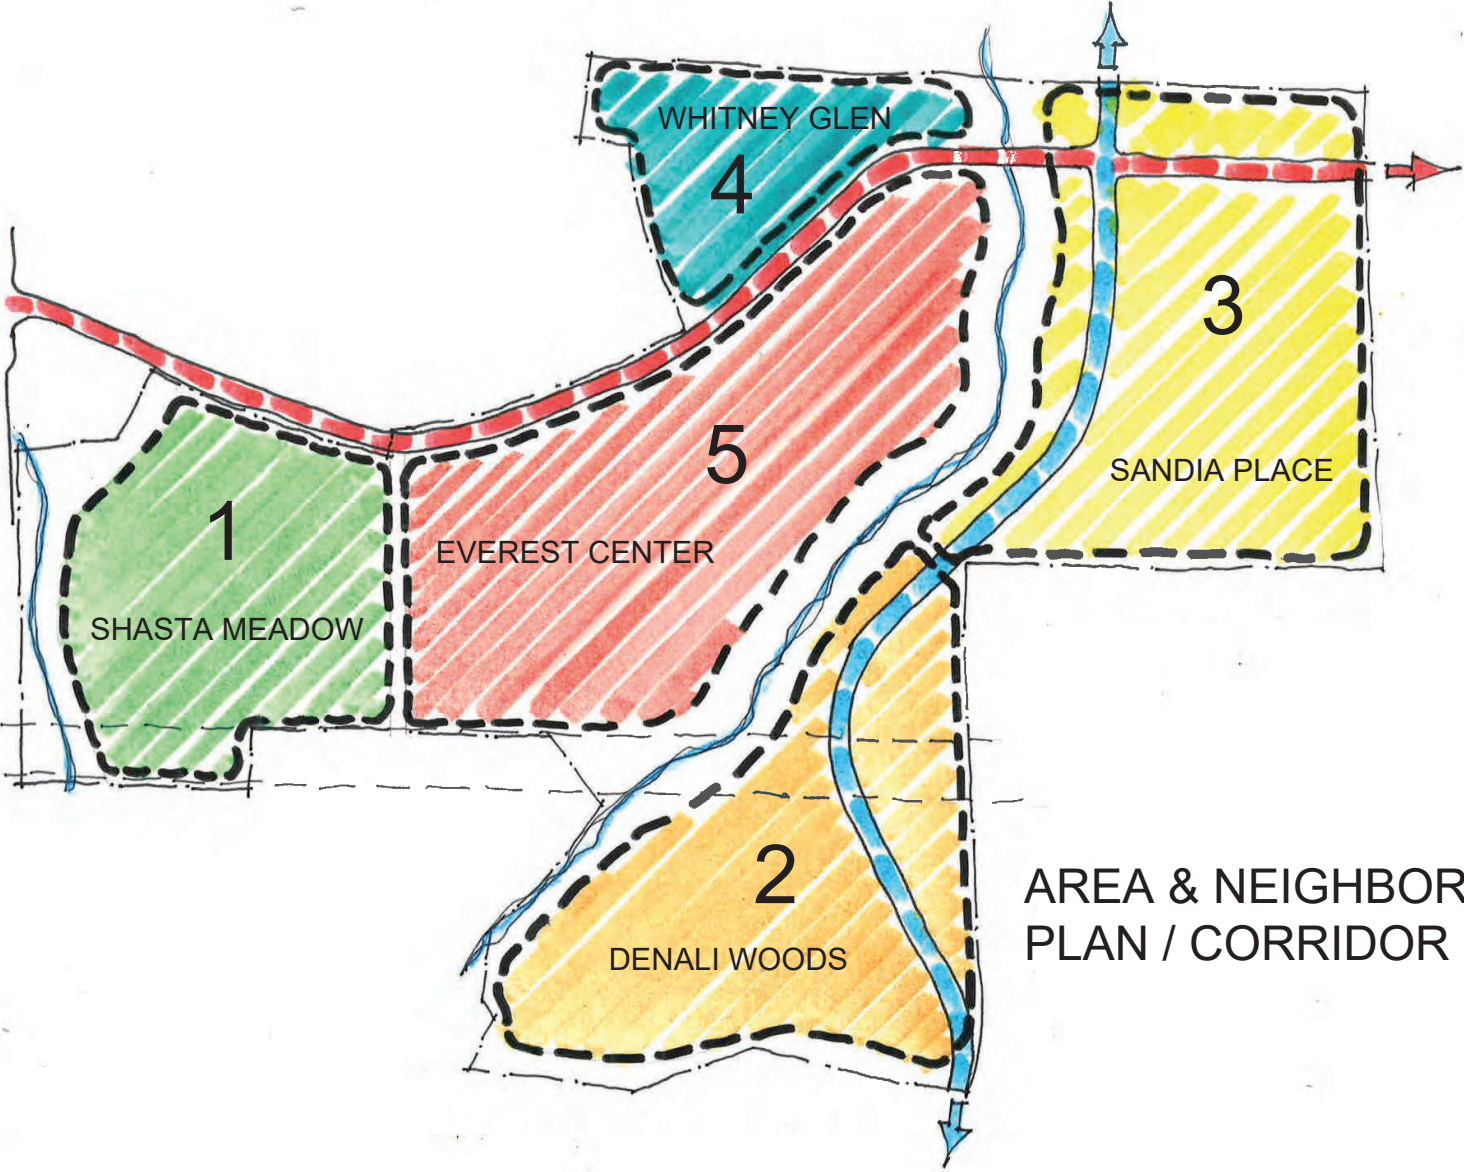 WHITNEY GLEN
4
3
SANDIA PLACE
5
EVEREST CENTER
1
SHASTA MEADOW
2
DENALI WOODS
AREA & NEIGHBOR
PLAN / CORRIDOR